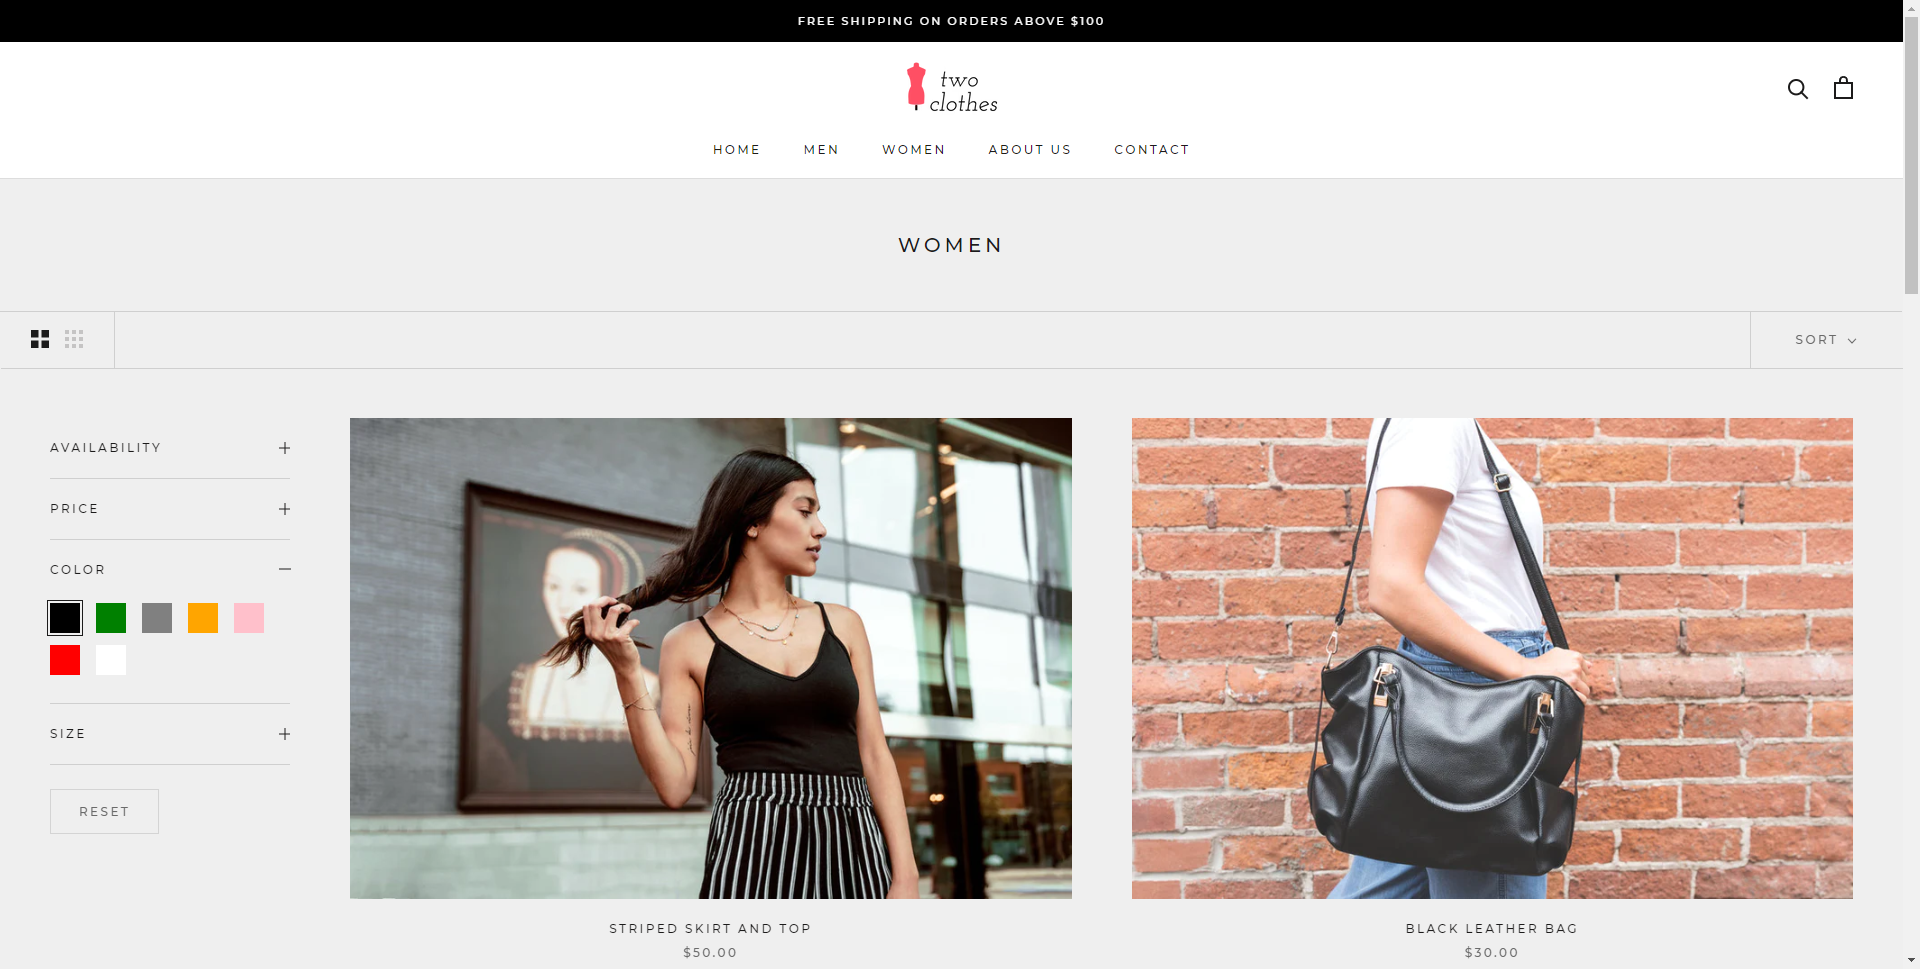 FREE SHIPPING ON ORDERS ABOVE $100
two
clothes
HOME MEN WOMEN ABOUT US CONTACT
WOMEN
SORT
AVAILABILITY
PRICE
COLOR
SIZE
RESET
STRIPED SKIRT AND TOP
$50.00
BLACK LEATHER BAG
$30.00